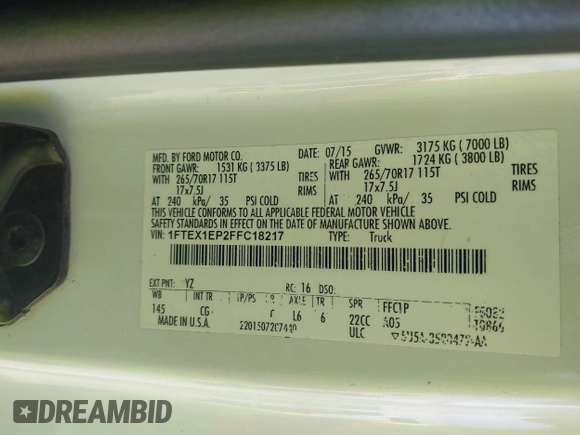 MFD. BY FORD MOTOR CO.
DATE: 07/15 GVWR: 3175 KG ( 7000 LB)
FRONT GAWR: 1531 KG ( 3375 LB) REAR GAWR: 1724 KG ( 3800 LB)
265/70R17 115T TIRES 265/70R17 115T TIRES
17x7.5J RIMS 17x7.5J RIMS
AT 240 kPa/ 35 PSI COLD AT 240 kPa/ 35 PSI COLD
THIS VEHICLE CONFORMS TO ALL APPLICABLE FEDERAL MOTOR VEHICLE
SAFETY STANDARDS IN EFFECT ON THE DATE OF MANUFACTURE SHOWN ABOVE.
VIN: 1FTEX1EP2FFC18217 TYPE: Truck
EXT PNT: YZ RC: 16 DSO:
WB INT TR TP/PS R AXLE TR SPR FFC1P
145 CG L6 6 22CC A05
MADE IN U.S.A. ULC
DREAMBID